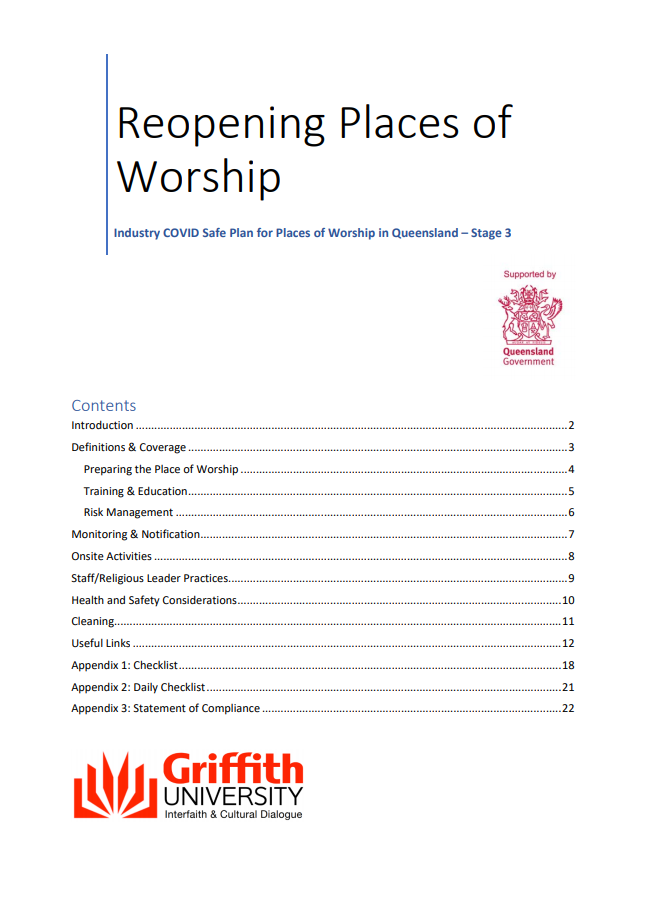 Reopening Places of
Worship
Industry COVID Safe Plan for Places of Worship in Queensland – Stage 3
Supported by
Queensland
Government
Contents
Introduction ........................................................................................................................2
Definitions & Coverage ........................................................................................................3
Preparing the Place of Worship ........................................................................................4
Training & Education........................................................................................................5
Risk Management ...........................................................................................................6
Monitoring & Notification.....................................................................................................7
Onsite Activities ..................................................................................................................8
Staff/Religious Leader Practices............................................................................................9
Health and Safety Considerations........................................................................................10
Cleaning............................................................................................................................11
Useful Links ......................................................................................................................12
Appendix 1: Checklist.........................................................................................................18
Appendix 2: Daily Checklist.................................................................................................21
Appendix 3: Statement of Compliance .................................................................................22
Griffith
UNIVERSITY
Interfaith & Cultural Dialogue